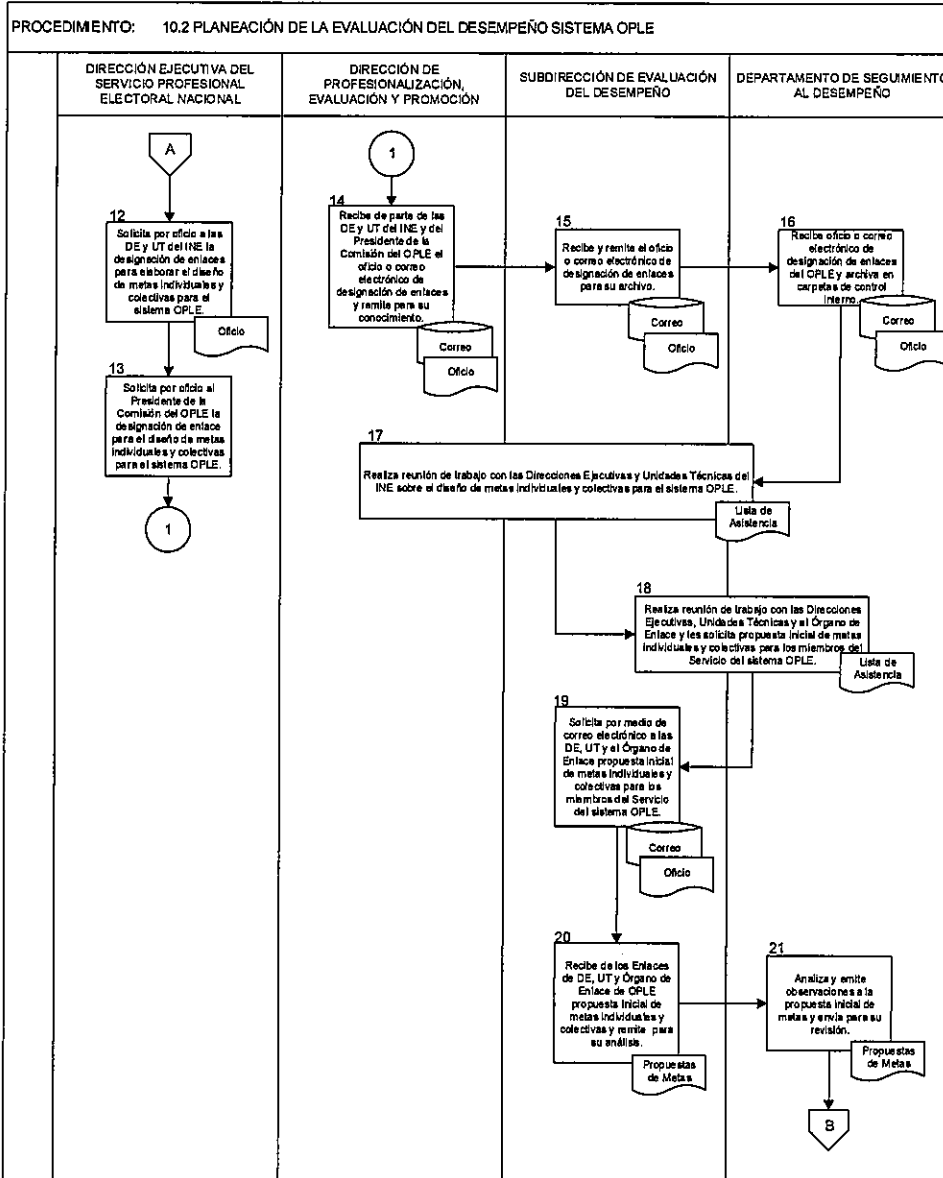 PROCEDIMIENTO: 10.2 PLANEACIÓN DE LA EVALUACIÓN DEL DESEMPEÑO SISTEMA OPLE
DIRECCIÓN EJECUTIVA DEL
SERVICIO PROFESIONAL
ELECTORAL NACIONAL
DIRECCIÓN DE
PROFESIONALIZACIÓN,
EVALUACIÓN Y PROMOCIÓN
SUBDIRECCIÓN DE EVALUACIÓN
DEL DESEMPEÑO
DEPARTAMENTO DE SEGUIMIENTO
AL DESEMPEÑO
A
12
Solicita por oficio a las
DE y UT del INE la
designación de enlaces
para elaborar el diseño
de metas individuales y
colectivas para el
sistema OPLE.
Oficio
13
Solicita por oficio al
Presidente de la
Comisión del OPLE la
designación de enlace
para el diseño de metas
individuales y colectivas
para el sistema OPLE.
1
1
14
Recibe de parte de las
DE y UT del INE y del
Presidente de la
Comisión del OPLE el
oficio o correo
electrónico de
designación de enlaces
y remite para su
conocimiento.
Correo
Oficio
15
Recibe y remite el oficio
o correo electrónico de
designación de enlaces
para su archivo.
Correo
Oficio
16
Recibe oficio o correo
electrónico de
designación de enlaces
del OPLE y archiva en
carpetas de control
interno.
Correo
Oficio
17
Realiza reunión de trabajo con las Direcciones Ejecutivas y Unidades Técnicas del
INE sobre el diseño de metas individuales y colectivas para el sistema OPLE.
Lista de
Asistencia
18
Realiza reunión de trabajo con las Direcciones
Ejecutivas, Unidades Técnicas y el Órgano de
Enlace y les solicita propuesta inicial de metas
individuales y colectivas para los miembros del
Servicio del sistema OPLE.
Lista de
Asistencia
19
Solicita por medio de
correo electrónico a las
DE, UT y el Órgano de
Enlace propuesta inicial
de metas individuales y
colectivas para los
miembros del Servicio
del sistema OPLE.
Correo
Oficio
20
Recibe de los Enlaces
de DE, UT y Órgano de
Enlace de OPLE
propuesta inicial de
metas individuales y
colectivas y remite para
su análisis.
Propuestas
de Metas
21
Analiza y emite
observaciones a la
propuesta inicial de
metas y envía para su
revisión.
Propuestas
de Metas
B